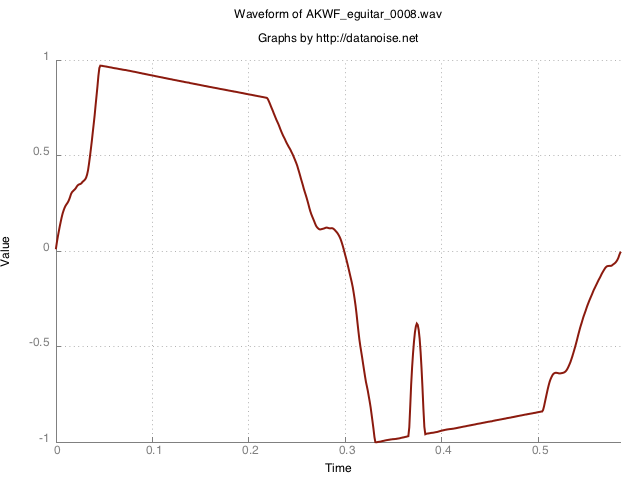 Waveform of AKWF_eguitar_0008.wav
Graphs by http://datanoise.net
1
0.5
0
-0.5
-1
Value
0 0.1 0.2 0.3 0.4 0.5
Time